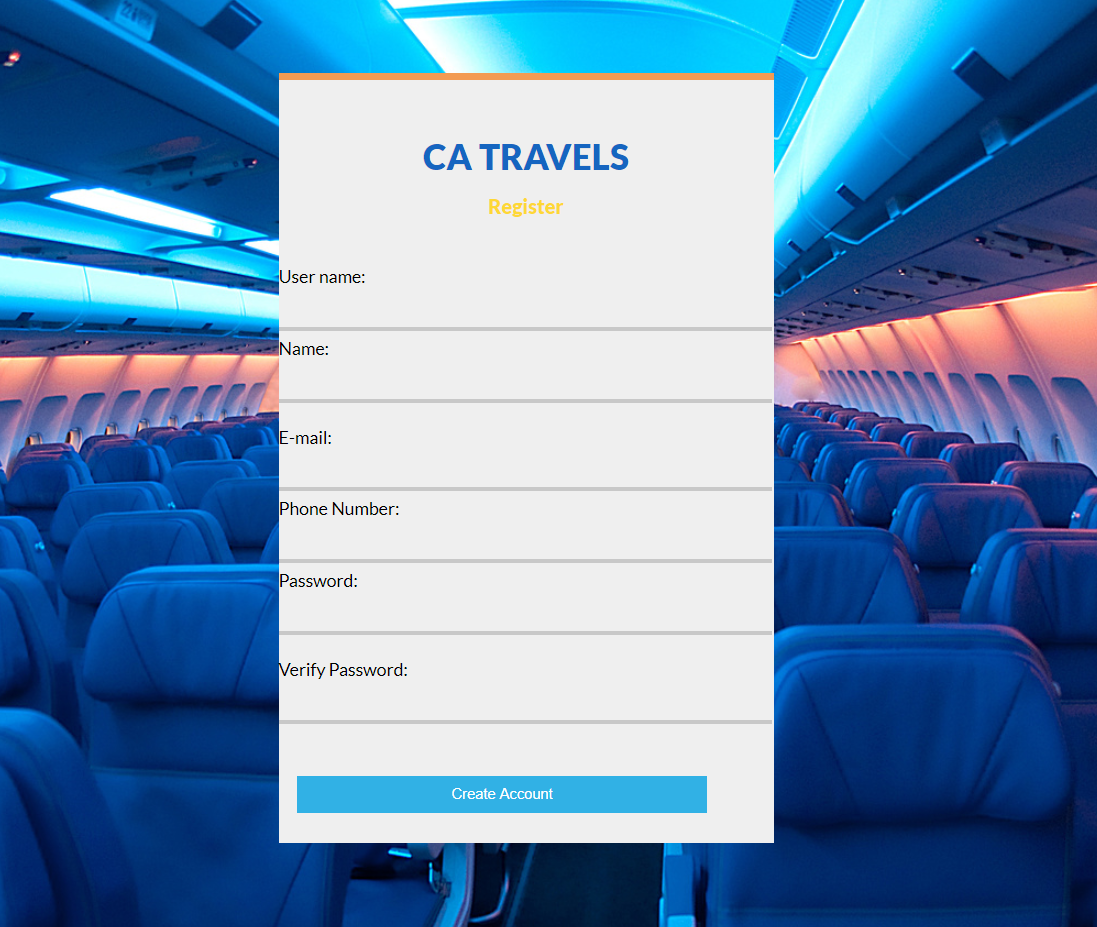 CA TRAVELS
Register
User name:
Name:
E-mail:
Phone Number:
Password:
Verify Password:
Create Account